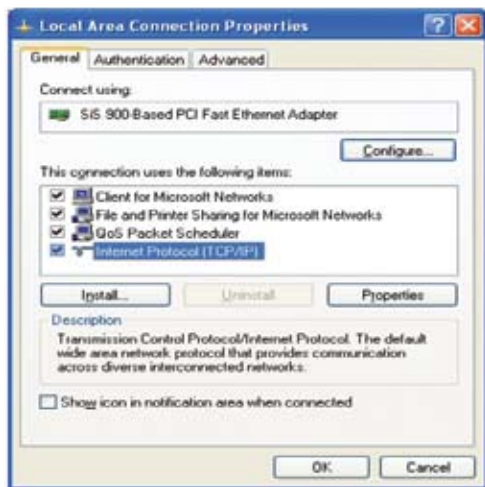 Local Area Connection Properties
General Authentication Advanced
Connect using:
SiS 900-Based PCI Fast Ethernet Adapter
Configure...
This connection uses the following items:
Client for Microsoft Networks
File and Printer Sharing for Microsoft Networks
QoS Packet Scheduler
Internet Protocol (TCP/IP)
Install... Uninstall Properties
Description
Transmission Control Protocol/Internet Protocol. The default
wide area network protocol that provides communication
across diverse interconnected networks.
Show icon in notification area when connected
OK Cancel